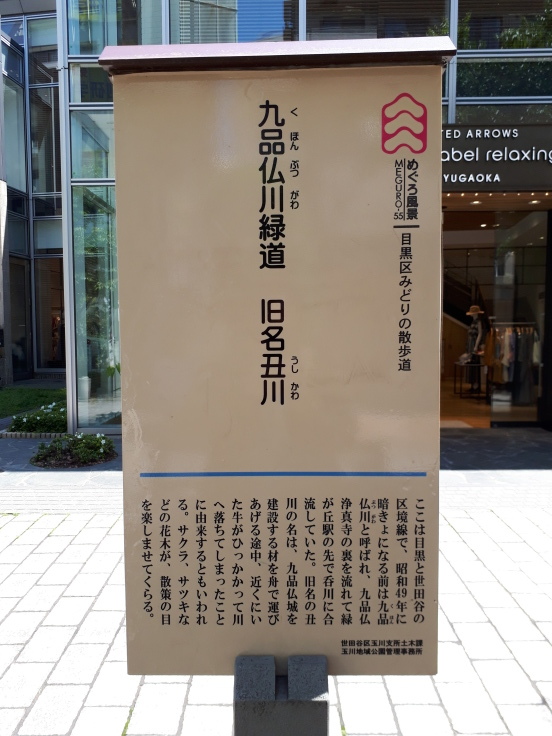 めぐろ風景
MEGURO-55
目黒区みどりの散歩道
くほんぶつがわ
九品仏川緑道 旧名丑川
うしかわ
ここは目黒と世田谷の
区境線で、昭和49年に
暗きょになる前は九品
仏川と呼ばれ、九品仏
浄真寺の裏を流れて緑
が丘駅の先で呑川に合
流していた。旧名の丑
川の名は、九品仏城を
建設する材を舟で運び
あげる途中、近くにい
た牛がひっかかって川
へ落ちてしまったこと
に由来するともいわれ
る。サクラ、サツキな
どの花木が、散策の目
を楽しませてくらる。
世田谷区玉川支所土木課
玉川地域公園管理事務所
TED ARROWS
abel relaxing
YUGAOKA